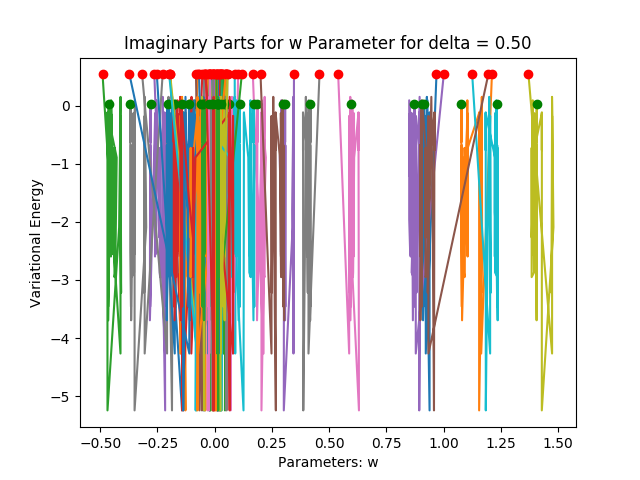 Imaginary Parts for w Parameter for delta = 0.50
Variational Energy
0
−1
−2
−3
−4
−5
−0.50 −0.25 0.00 0.25 0.50 0.75 1.00 1.25 1.50
Parameters: w